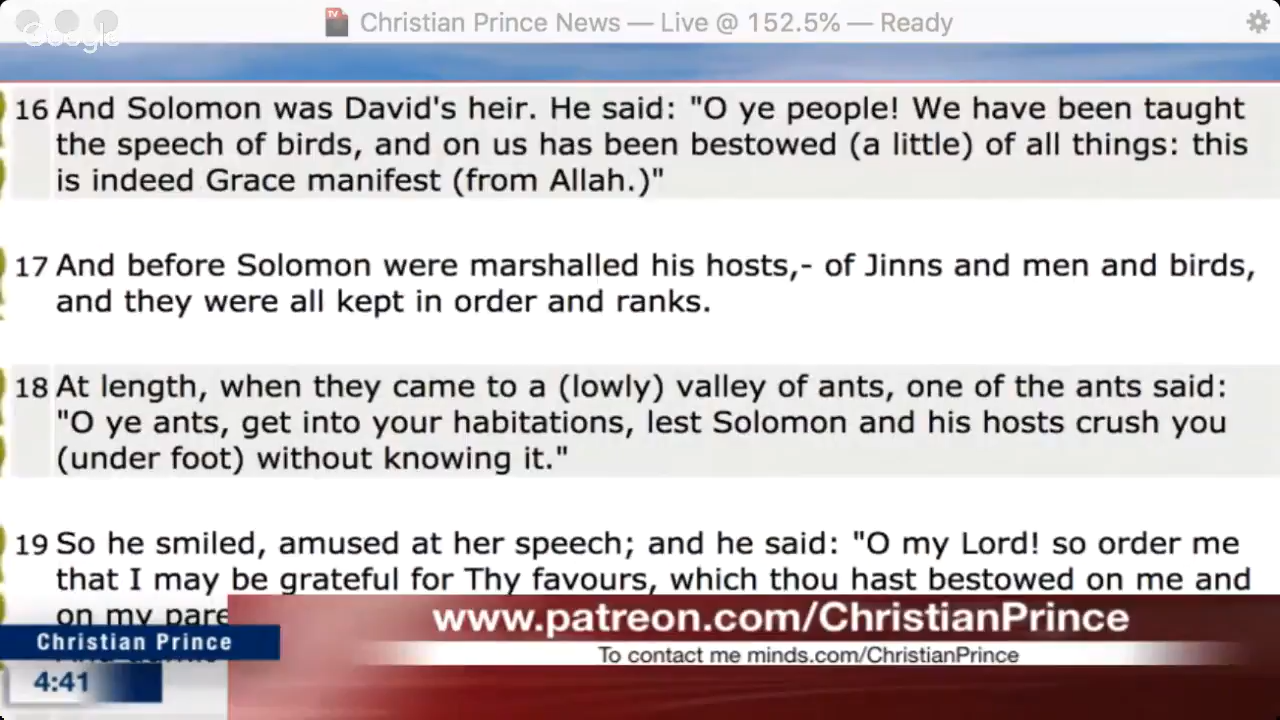 Christian Prince News — Live @ 152.5% — Ready
Google
16 And Solomon was David's heir. He said: "O ye people! We have been taught
the speech of birds, and on us has been bestowed (a little) of all things: this
is indeed Grace manifest (from Allah.)"
17 And before Solomon were marshalled his hosts,- of Jinns and men and birds,
and they were all kept in order and ranks.
18 At length, when they came to a (lowly) valley of ants, one of the ants said:
"O ye ants, get into your habitations, lest Solomon and his hosts crush you
(under foot) without knowing it."
19 So he smiled, amused at her speech; and he said: "O my Lord! so order me
that I may be grateful for Thy favours, which thou hast bestowed on me and
on my pare
www.patreon.com/ChristianPrince
Christian Prince
To contact me minds.com/ChristianPrince
4:41